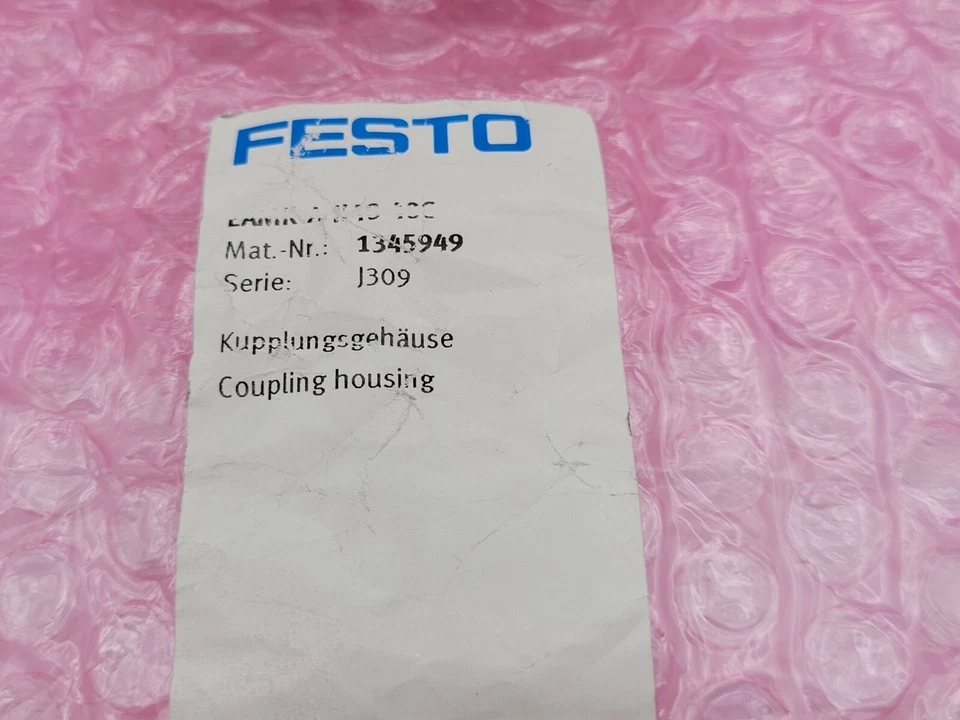 FESTO
Mat.-Nr.: 1345949
Serie: J309
Kupplungsgehäuse
Coupling housing